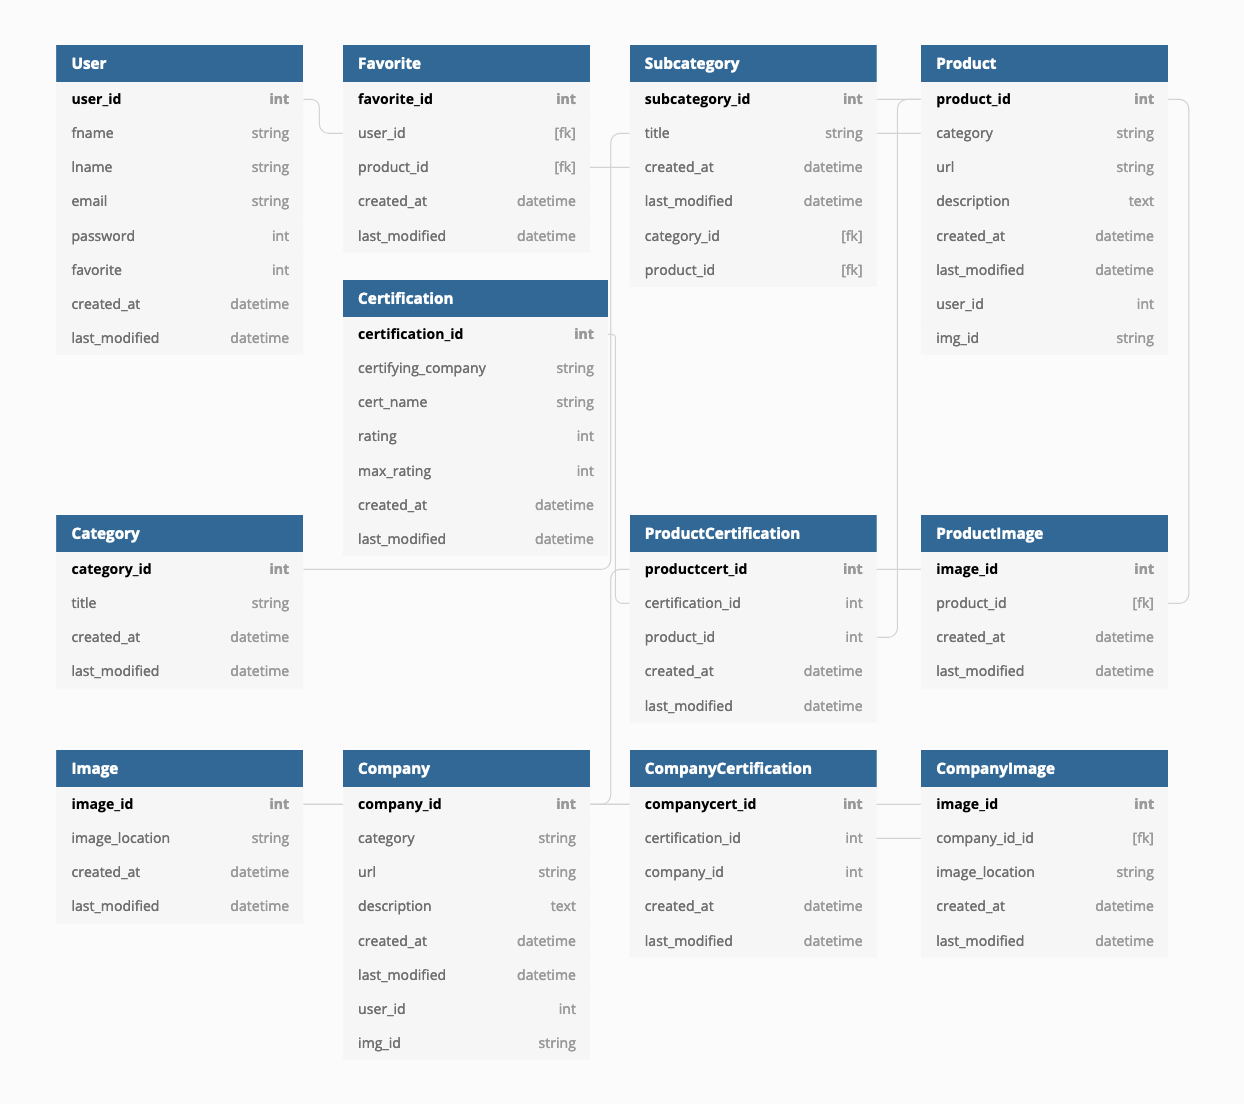 User
user_id int
fname string
lname string
email string
password int
favorite int
created_at datetime
last_modified datetime
Favorite
favorite_id int
user_id [fk]
product_id [fk]
created_at datetime
last_modified datetime
Subcategory
subcategory_id int
title string
created_at datetime
last_modified datetime
category_id [fk]
product_id [fk]
Product
product_id int
category string
url string
description text
created_at datetime
last_modified datetime
user_id int
img_id string
Certification
certification_id int
certifying_company string
cert_name string
rating int
max_rating int
created_at datetime
last_modified datetime
Category
category_id int
title string
created_at datetime
last_modified datetime
ProductCertification
productcert_id int
certification_id int
product_id int
created_at datetime
last_modified datetime
ProductImage
image_id int
product_id [fk]
created_at datetime
last_modified datetime
Image
image_id int
image_location string
created_at datetime
last_modified datetime
Company
company_id int
category string
url string
description text
created_at datetime
last_modified datetime
user_id int
img_id string
CompanyCertification
companycert_id int
certification_id int
company_id int
created_at datetime
last_modified datetime
CompanyImage
image_id int
company_id_id [fk]
image_location string
created_at datetime
last_modified datetime